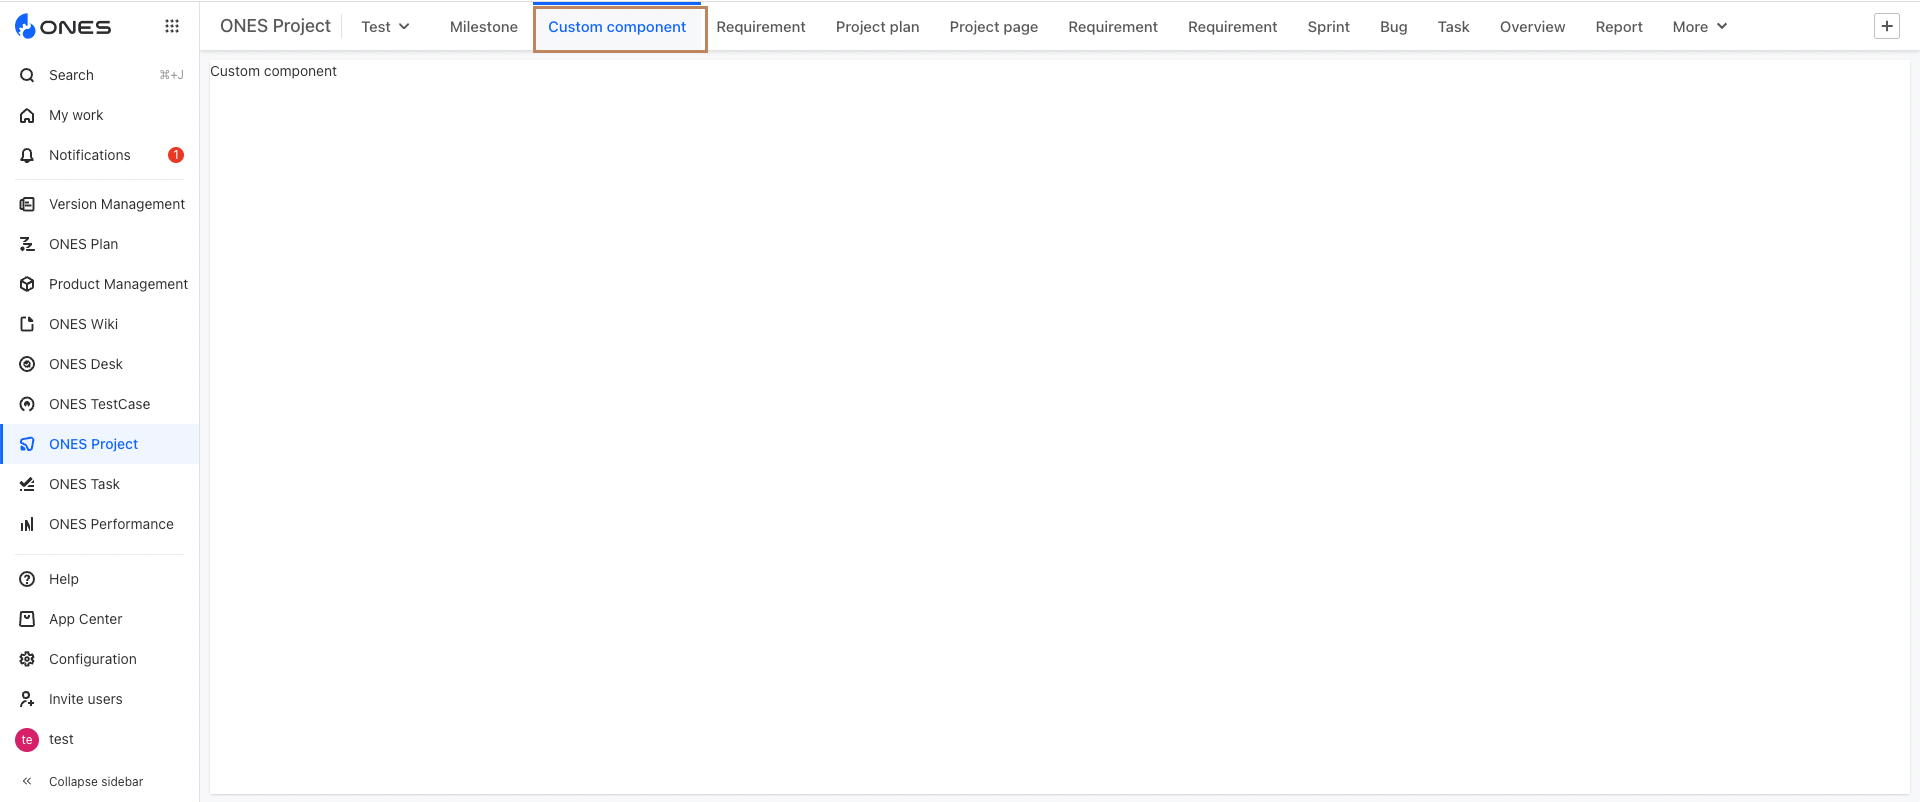 ONES
Search ⌘+J
My work
Notifications 1
Version Management
ONES Plan
Product Management
ONES Wiki
ONES Desk
ONES TestCase
ONES Project
ONES Task
ONES Performance
Help
App Center
Configuration
Invite users
te test
Collapse sidebar
ONES Project Test Milestone Custom component Requirement Project plan Project page Requirement Requirement Sprint Bug Task Overview Report More
Custom component